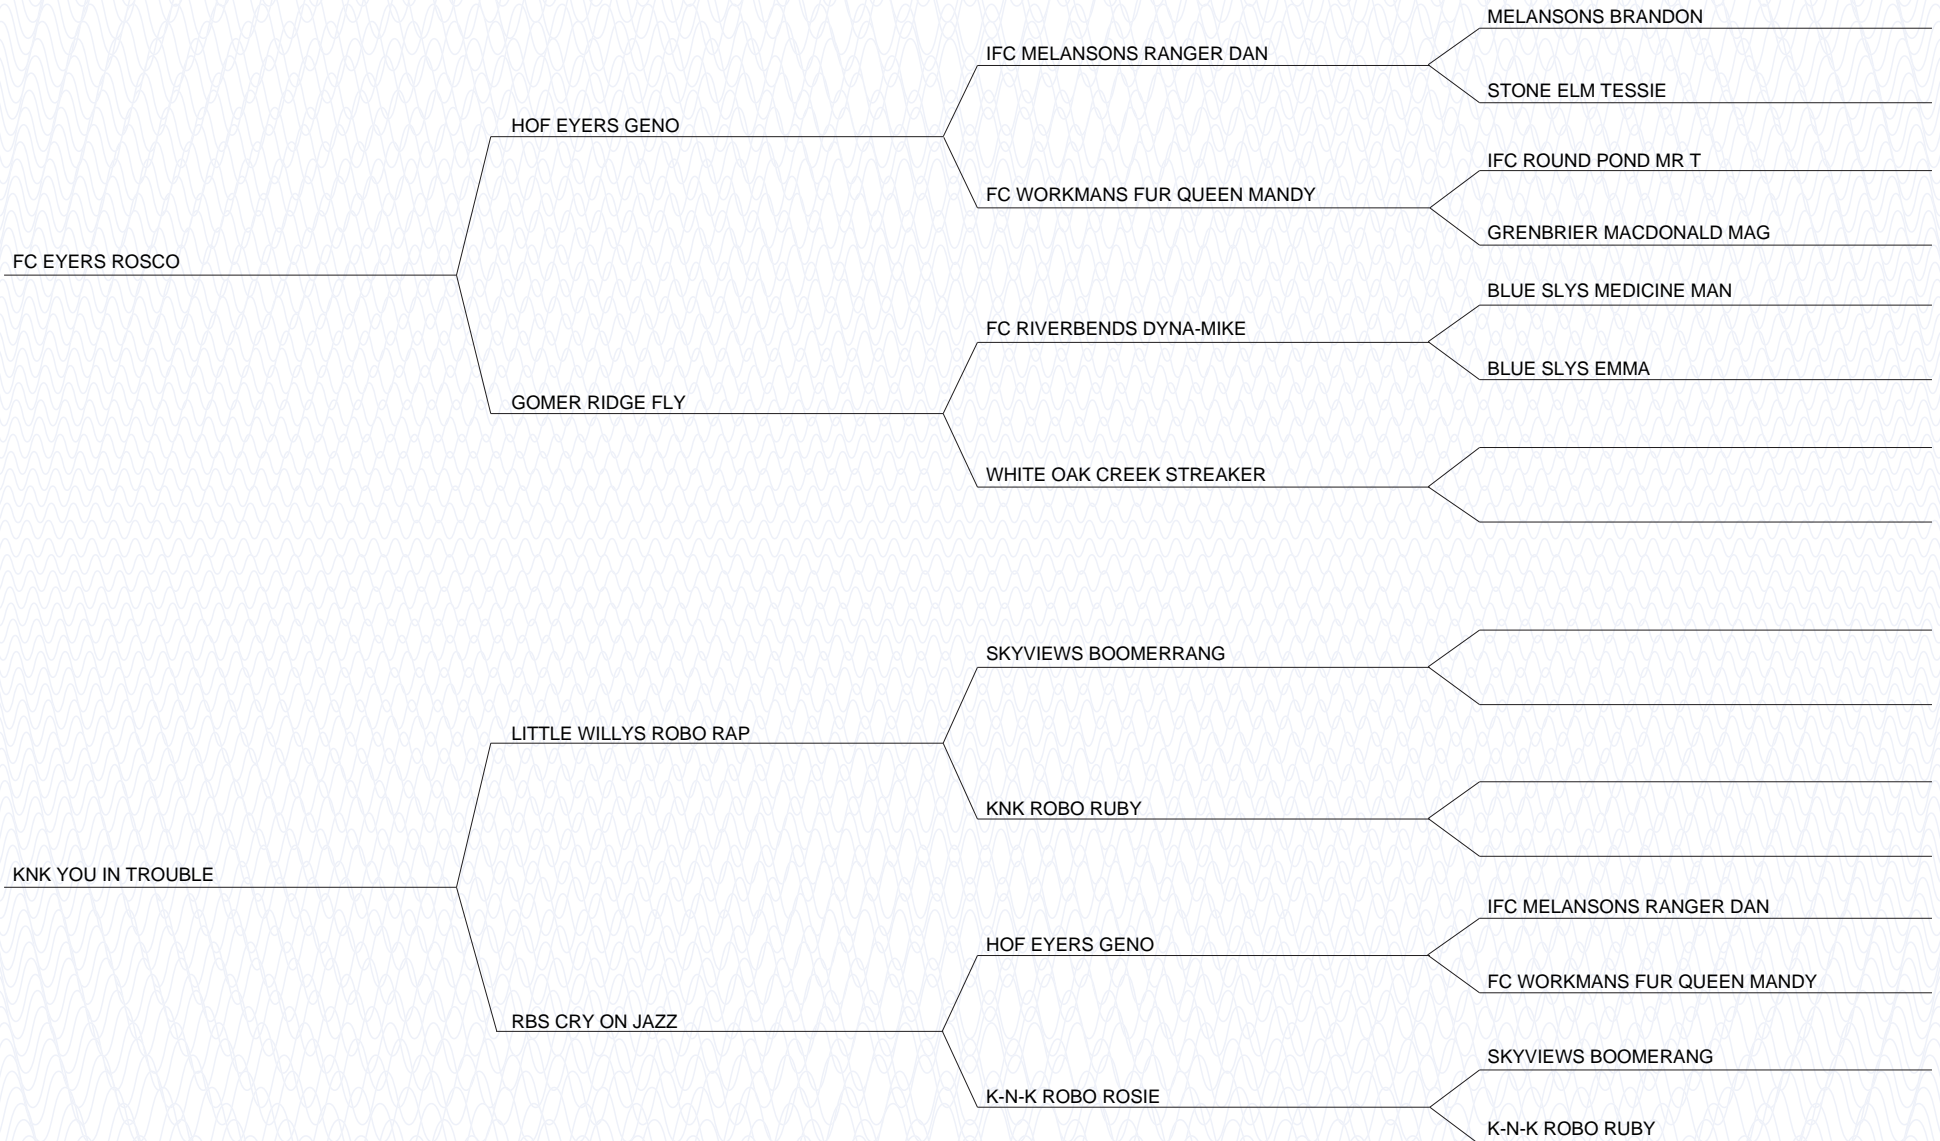 MELANSONS BRANDON
IFC MELANSONS RANGER DAN
STONE ELM TESSIE
HOF EYERS GENO
IFC ROUND POND MR T
FC WORKMANS FUR QUEEN MANDY
GRENBRIER MACDONALD MAG
FC EYERS ROSCO
BLUE SLYS MEDICINE MAN
FC RIVERBENDS DYNA-MIKE
BLUE SLYS EMMA
GOMER RIDGE FLY
WHITE OAK CREEK STREAKER
SKYVIEWS BOOMERRANG
LITTLE WILLYS ROBO RAP
KNK ROBO RUBY
KNK YOU IN TROUBLE
IFC MELANSONS RANGER DAN
HOF EYERS GENO
FC WORKMANS FUR QUEEN MANDY
RBS CRY ON JAZZ
SKYVIEWS BOOMERANG
K-N-K ROBO ROSIE
K-N-K ROBO RUBY